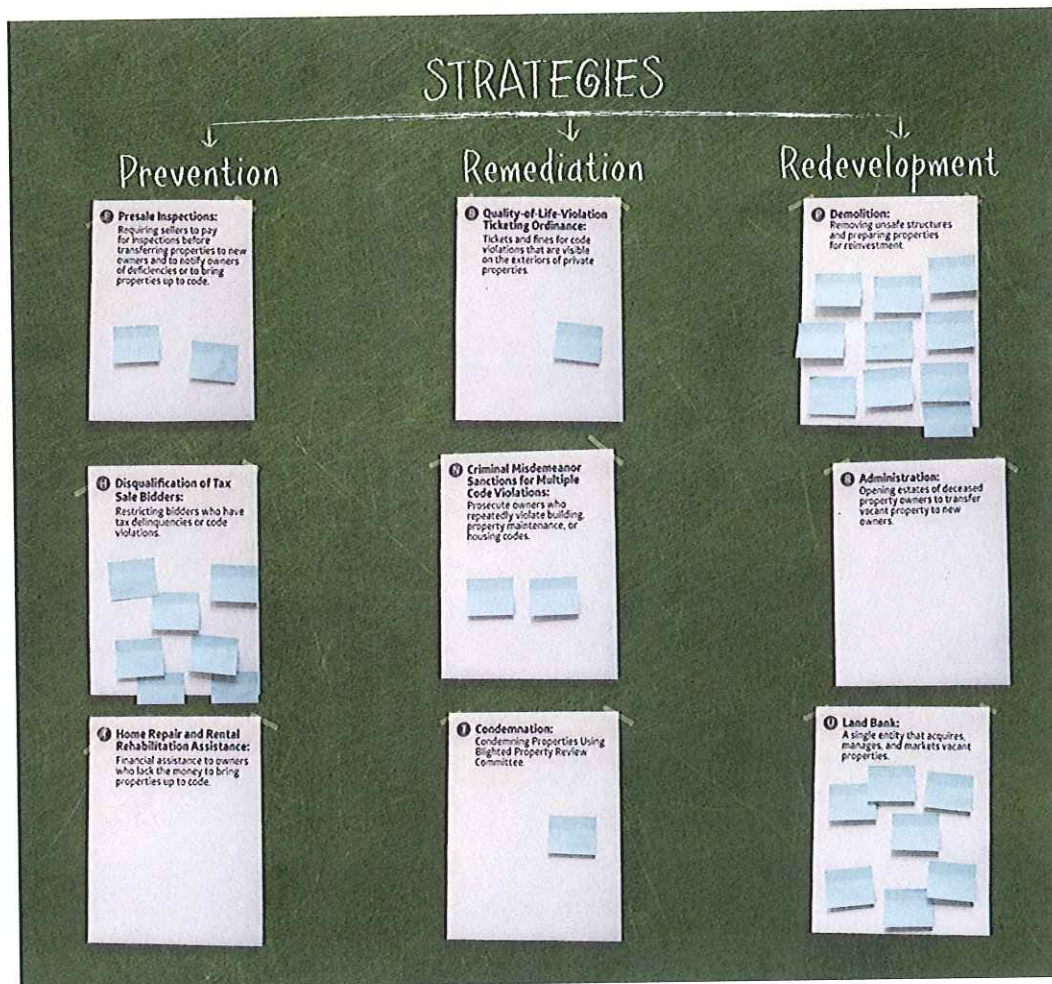 STRATEGIES
Prevention
Remediation
Redevelopment
Presale Inspections:
Requiring sellers to pay
for inspections before
transferring properties to new
owners and to notify owners
of deficiencies or to bring
properties up to code.
Quality-of-Life-Violation
Ticketing Ordinance:
Tickets and fines for code
violations that are visible
on the exteriors of private
properties.
P Demolition:
Removing unsafe structures
and preparing properties
for reinvestment.
H Disqualification of Tax
Sale Bidders:
Restricting bidders who have
tax delinquencies or code
violations.
N Criminal Misdemeanor
Sanctions for Multiple
Code Violations:
Prosecute owners who
repeatedly violate building,
property maintenance, or
housing codes.
Administration:
Opening estates of deceased
property owners to transfer
vacant property to new
owners.
Home Repair and Rental
Rehabilitation Assistance:
Financial assistance to owners
who lack the money to bring
properties up to code.
Condemnation:
Condemning Properties Using
Blighted Property Review
Committee.
Land Bank:
A single entity that acquires,
manages, and markets vacant
properties.